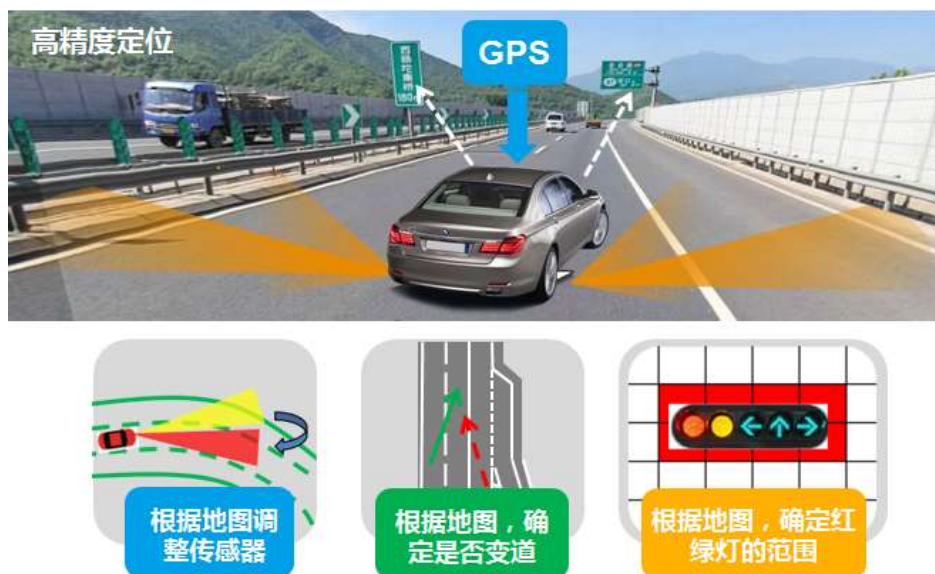 高精度定位
GPS
根据地图调
整传感器
根据地图，确
定是否变道
根据地图，确定红
绿灯的范围